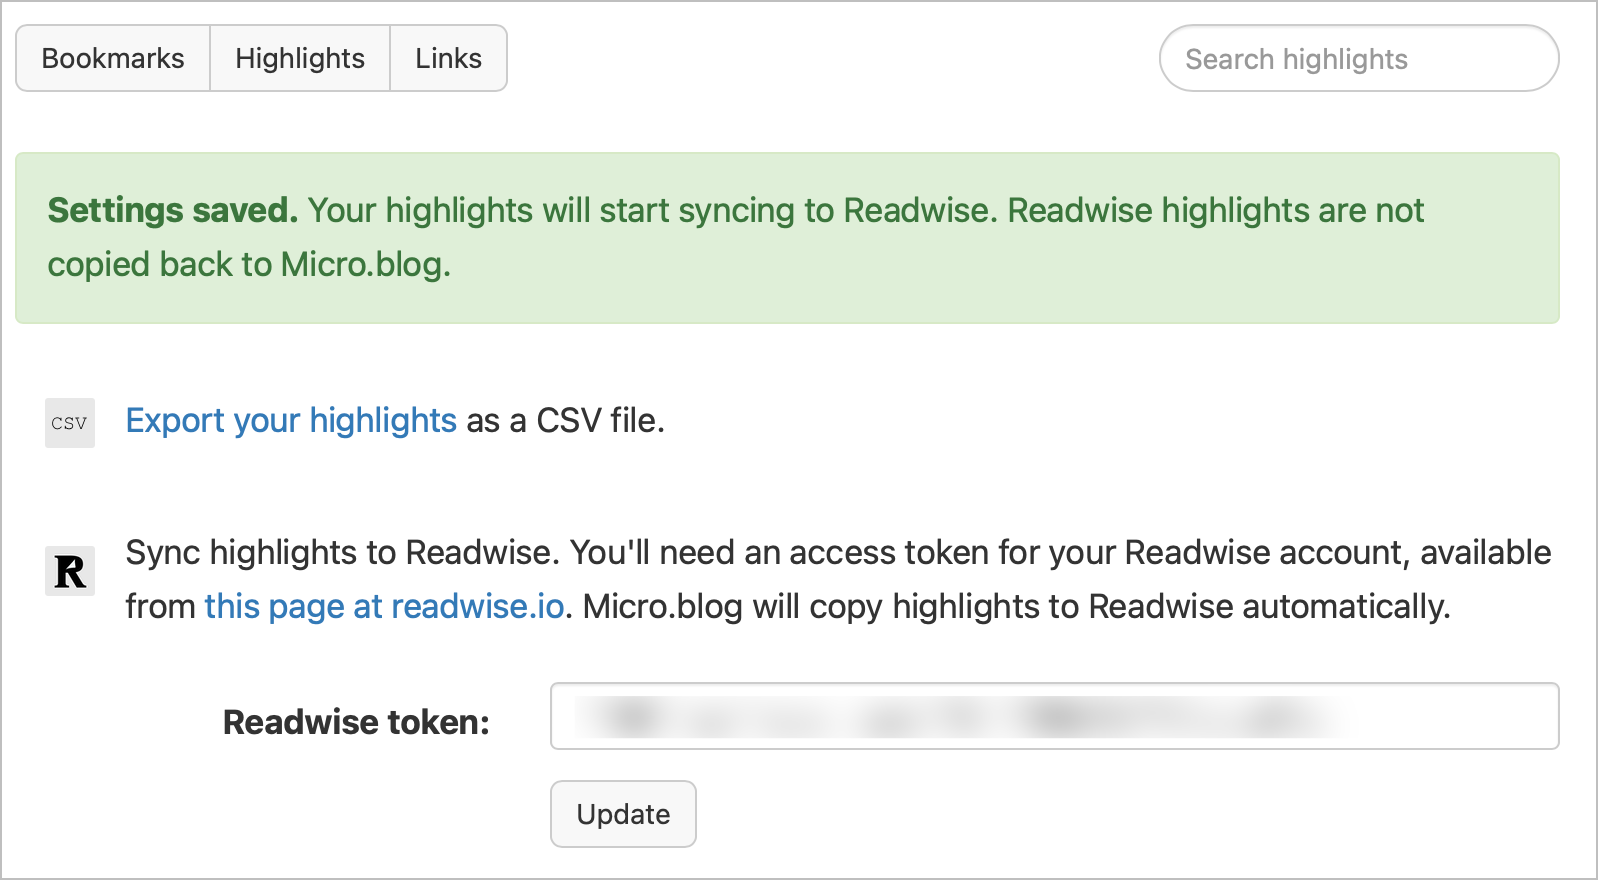 Bookmarks Highlights Links Search highlights
Settings saved. Your highlights will start syncing to Readwise. Readwise highlights are not
copied back to Micro.blog.
CSV Export your highlights as a CSV file.
R Sync highlights to Readwise. You'll need an access token for your Readwise account, available
from this page at readwise.io. Micro.blog will copy highlights to Readwise automatically.
Readwise token:
Update